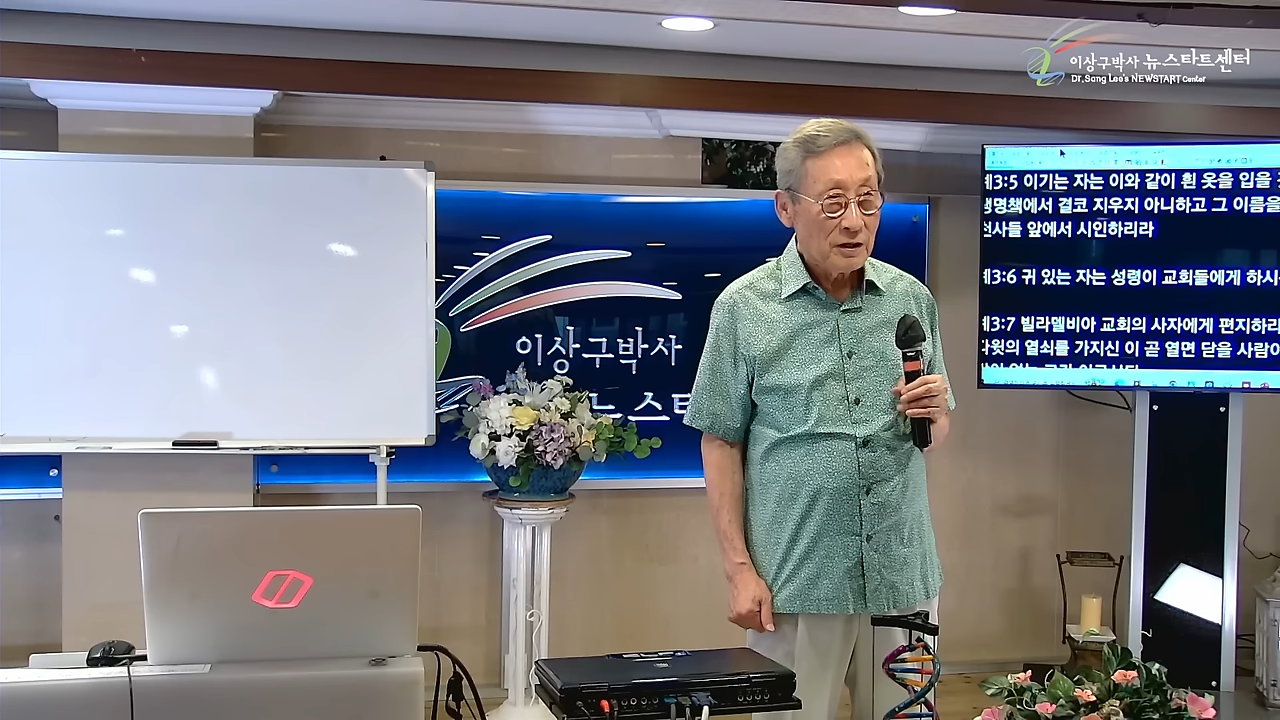 이상구박사 뉴스타트센터
Dr.Sang Lee's NEWSTART Center
이상구박사
뉴스타
계3:5 이기는 자는 이와 같이 흰 옷을 입을
생명책에서 결코 지우지 아니하고 그 이름을
천사들 앞에서 시인하리라
계3:6 귀 있는 자는 성령이 교회들에게 하시
계3:7 빌라델비아 교회의 사자에게 편지하라
다윗의 열쇠를 가지신 이 곧 열면 닫을 사람이